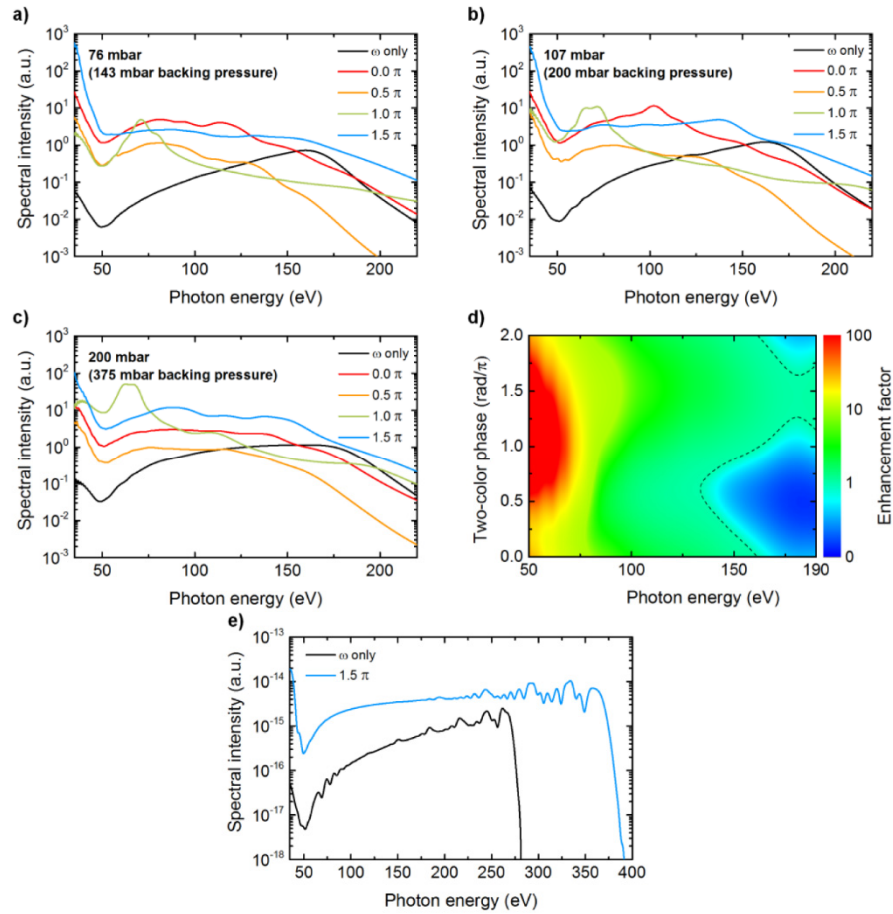 a)
10³
10²
10¹
10⁰
10⁻¹
10⁻²
10⁻³
Spectral intensity (a.u.)
76 mbar
(143 mbar backing pressure)
ω only
0.0 π
0.5 π
1.0 π
1.5 π
50 100 150 200
Photon energy (eV)
b)
10³
10²
10¹
10⁰
10⁻¹
10⁻²
10⁻³
Spectral intensity (a.u.)
107 mbar
(200 mbar backing pressure)
ω only
0.0 π
0.5 π
1.0 π
1.5 π
50 100 150 200
Photon energy (eV)
c)
10³
10²
10¹
10⁰
10⁻¹
10⁻²
10⁻³
Spectral intensity (a.u.)
200 mbar
(375 mbar backing pressure)
ω only
0.0 π
0.5 π
1.0 π
1.5 π
50 100 150 200
Photon energy (eV)
d)
2.0
1.5
1.0
0.5
0.0
Two-color phase (rad/π)
50 100 150 190
Photon energy (eV)
100
10
1
0
Enhancement factor
e)
10⁻¹³
10⁻¹⁴
10⁻¹⁵
10⁻¹⁶
10⁻¹⁷
10⁻¹⁸
Spectral intensity (a.u.)
ω only
1.5 π
50 100 150 200 250 300 350 400
Photon energy (eV)